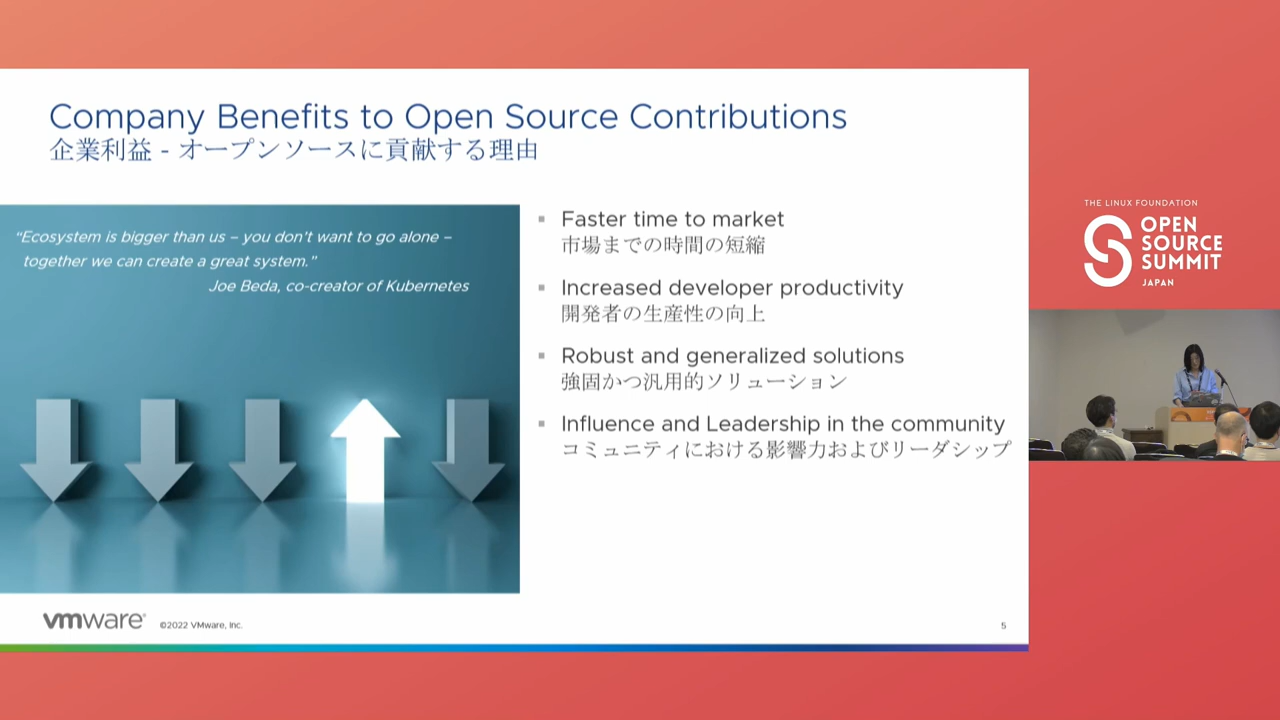 Company Benefits to Open Source Contributions
企業利益 - オープンソースに貢献する理由
“Ecosystem is bigger than us – you don’t want to go alone –
together we can create a great system.”
Joe Beda, co-creator of Kubernetes
▪ Faster time to market
市場までの時間の短縮
▪ Increased developer productivity
開発者の生産性の向上
▪ Robust and generalized solutions
強固かつ汎用的ソリューション
▪ Influence and Leadership in the community
コミュニティにおける影響力およびリーダシップ
vmware®
©2022 VMware, Inc.
5
THE LINUX FOUNDATION
OPEN
SOURCE
SUMMIT
JAPAN